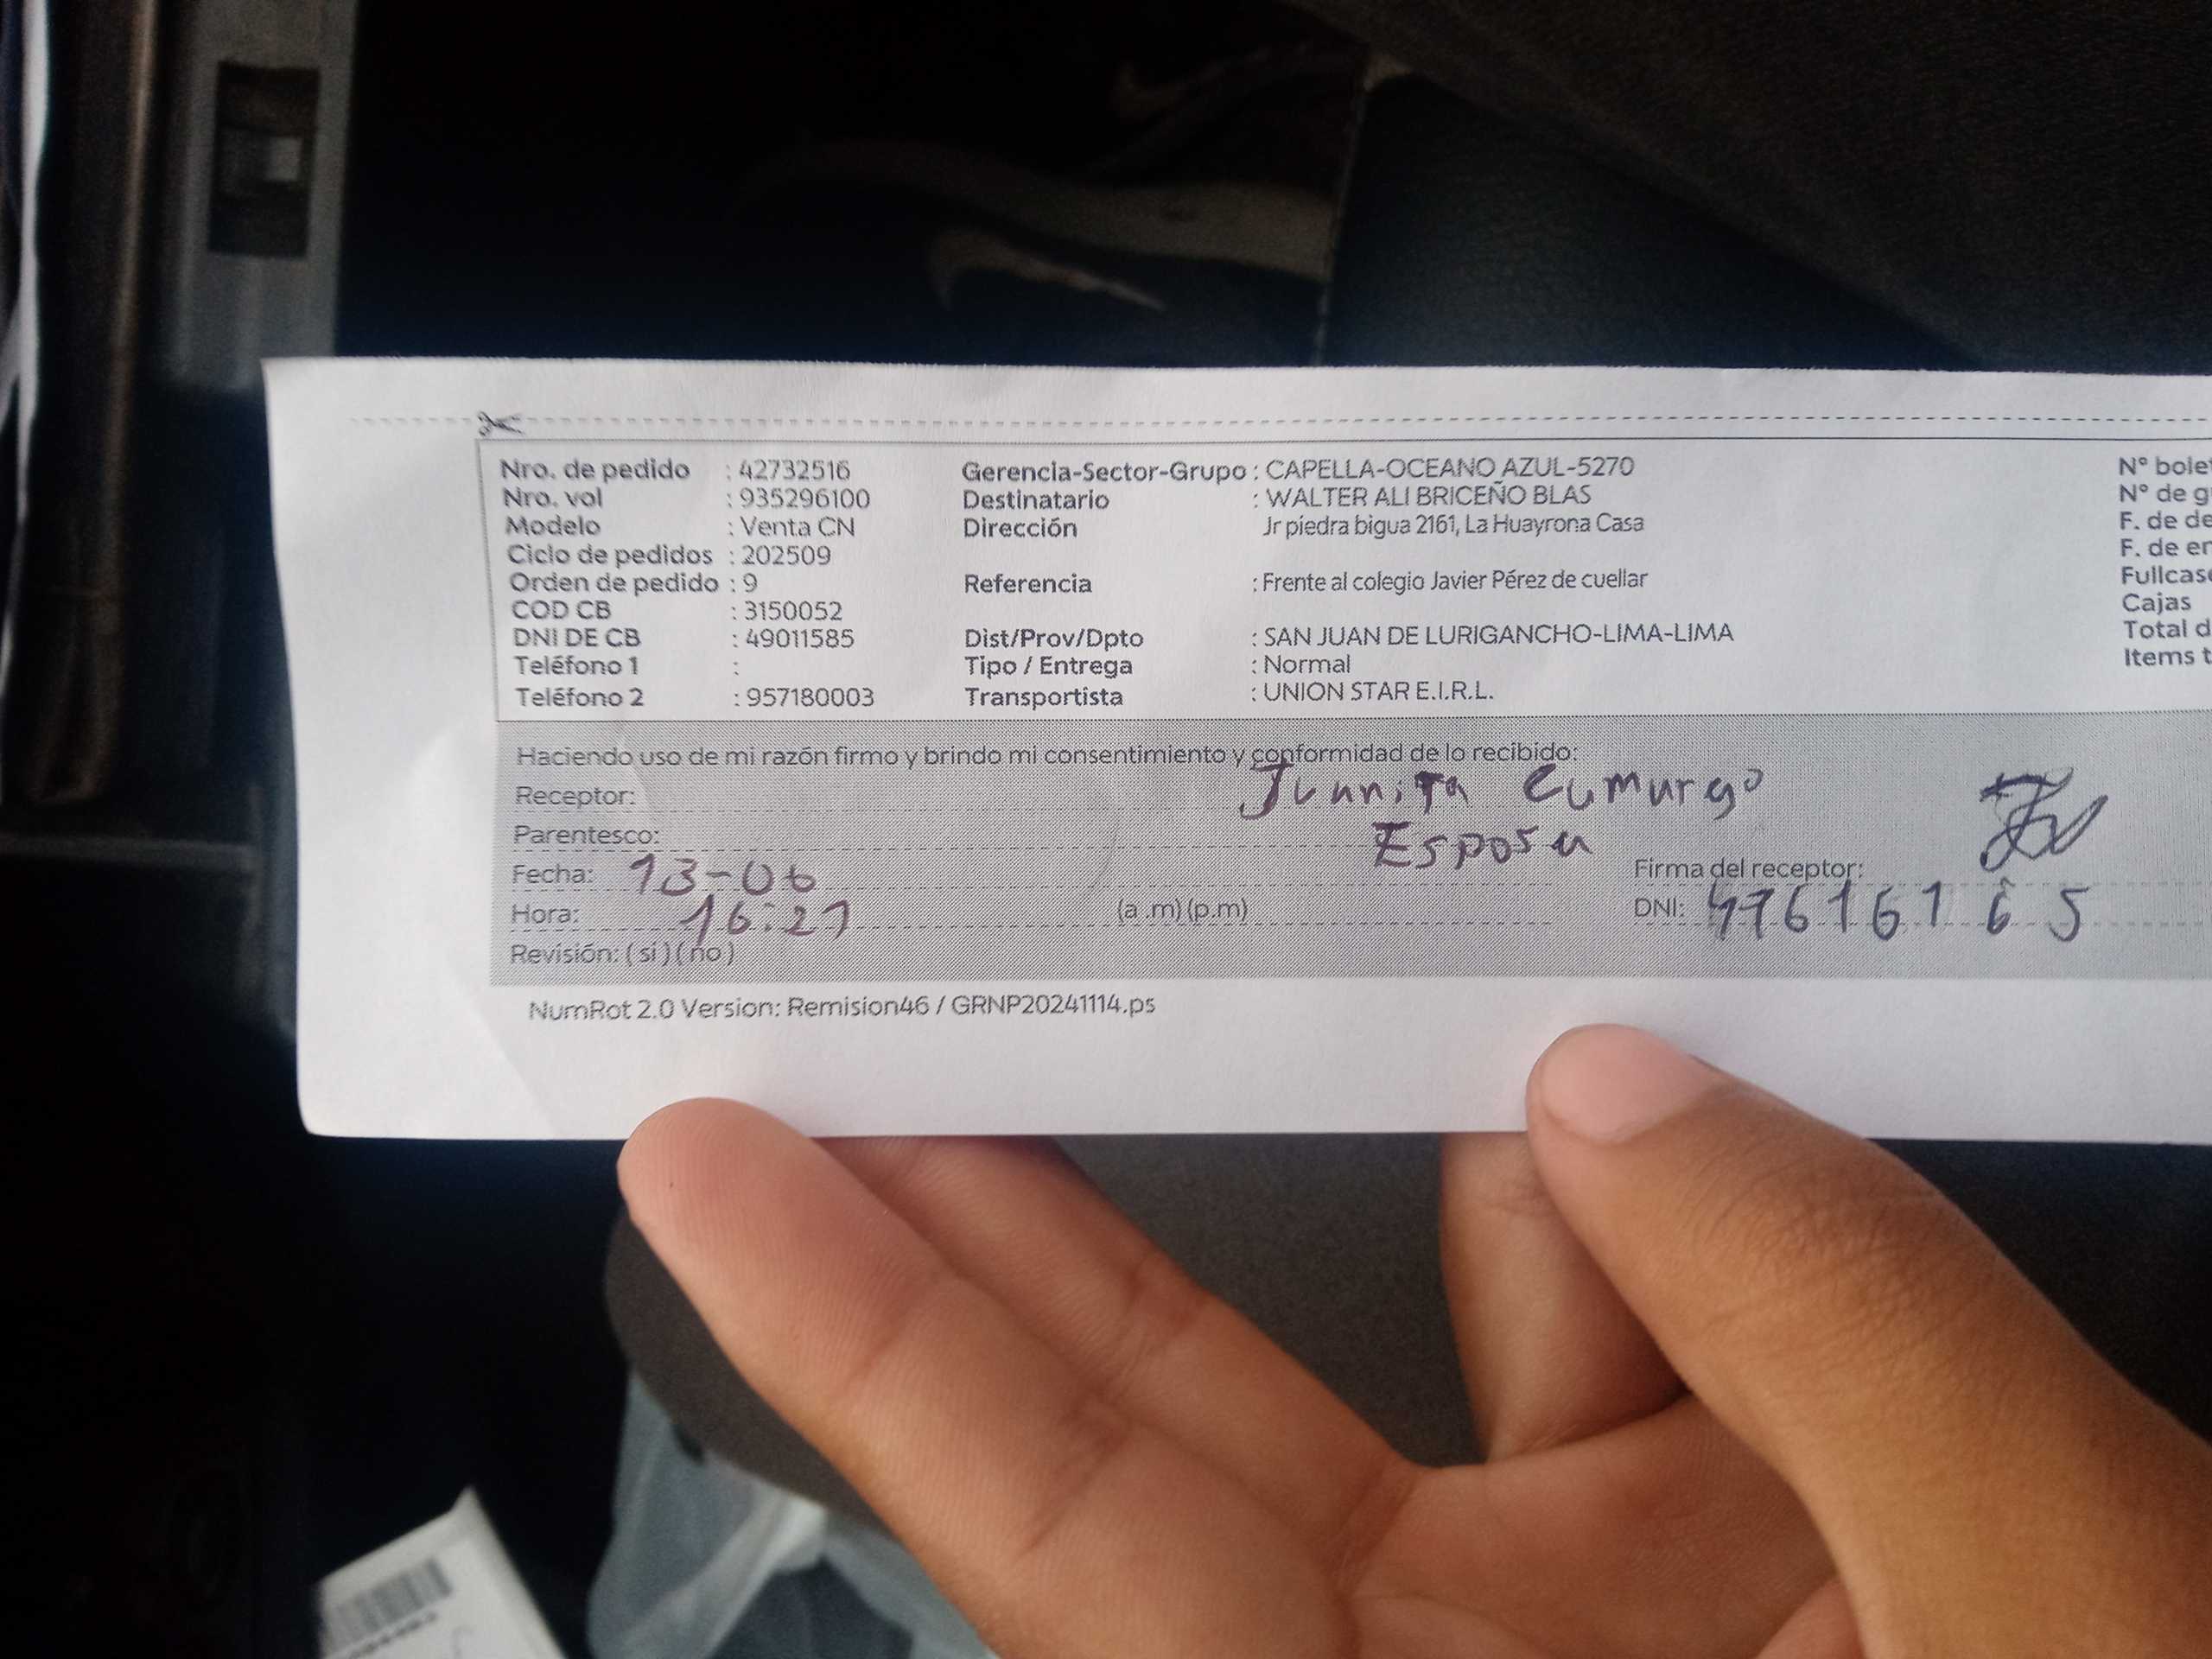 Nro. de pedido : 42732516
Nro. vol : 935296100
Modelo : Venta CN
Ciclo de pedidos : 202509
Orden de pedido : 9
COD CB : 3150052
DNI DE CB : 49011585
Teléfono 1 :
Teléfono 2 : 957180003
Gerencia-Sector-Grupo : CAPELLA-OCEANO AZUL-5270
Destinatario : WALTER ALI BRICEÑO BLAS
Dirección Jr piedra bigua 2161, La Huayrona Casa
Referencia : Frente al colegio Javier Pérez de cuellar
Dist/Prov/Dpto : SAN JUAN DE LURIGANCHO-LIMA-LIMA
Tipo / Entrega : Normal
Transportista : UNION STAR E.I.R.L.
N° bolet
N° de g
F. de de
F. de en
Fullcase
Cajas
Total d
Items t
Haciendo uso de mi razón firmo y brindo mi consentimiento y conformidad de lo recibido:
Receptor: Juanita Camargo
Parentesco: Esposa
Fecha: 13-06
Firma del receptor:
Hora: 16:27 (a .m) (p.m)
DNI:
Revisión: ( si ) ( no )
NumRot 2.0 Version: Remision46 / GRNP20241114.ps